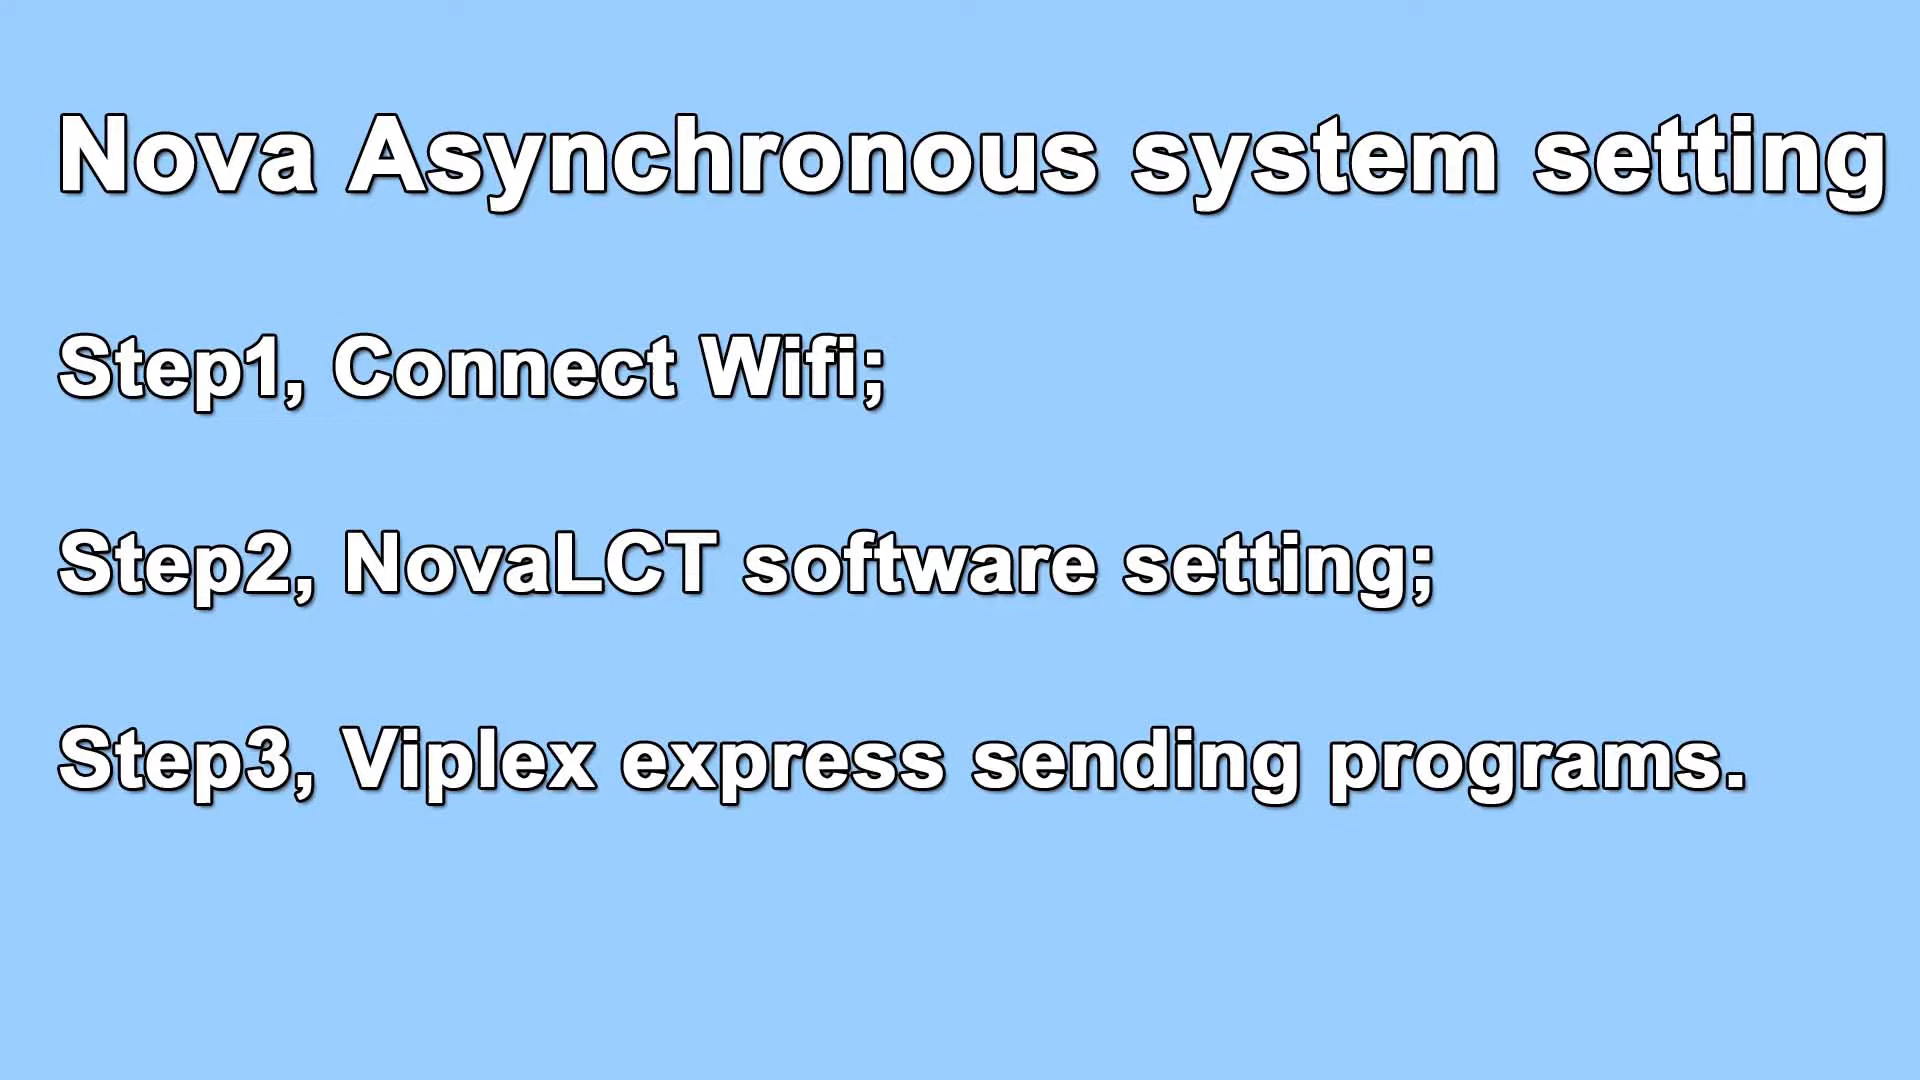 Nova Asynchronous system setting
Step1, Connect Wifi;
Step2, NovaLCT software setting;
Step3, Viplex express sending programs.